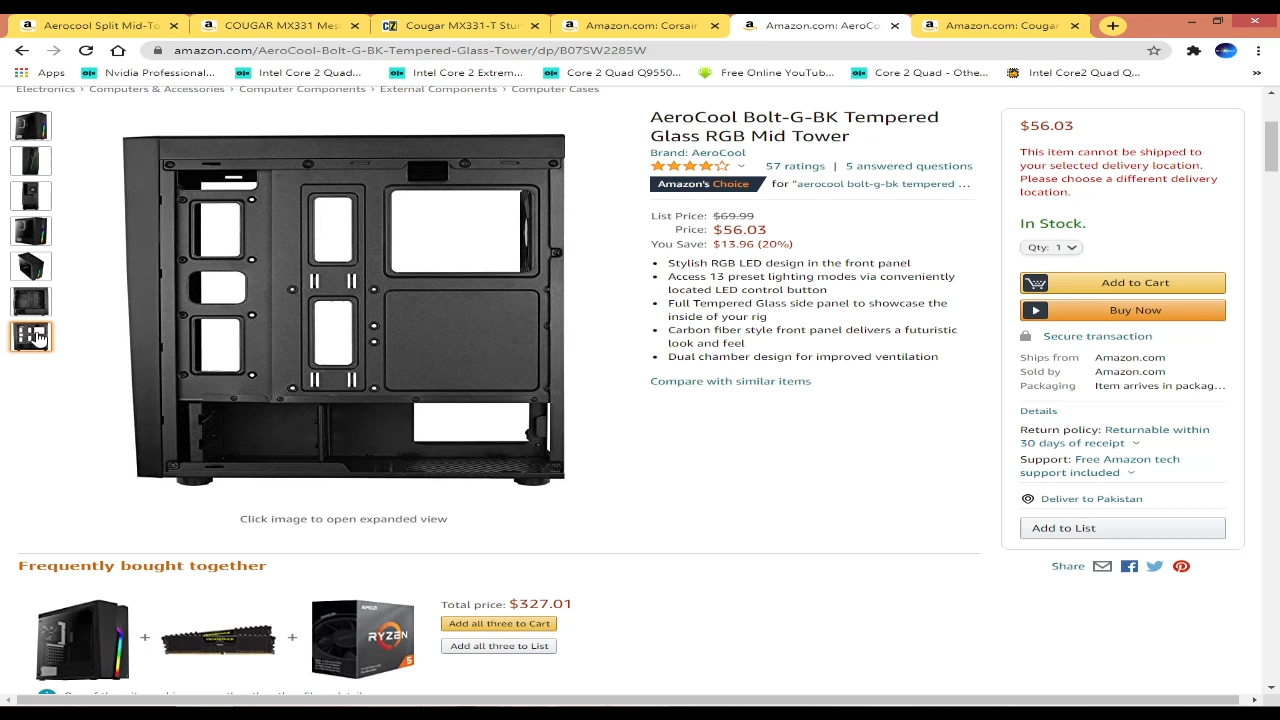 Aerocool Split Mid-To
COUGAR MX331 Mesh
Cougar MX331-T Stur
Amazon.com: Corsair
Amazon.com: AeroCo
Amazon.com: Cougar
amazon.com/AeroCool-Bolt-G-BK-Tempered-Glass-Tower/dp/B07SW2285W
Apps
Nvidia Professional...
Intel Core 2 Quad...
Intel Core 2 Extrem...
Core 2 Quad Q9550...
Free Online YouTub...
Core 2 Quad - Othe...
Intel Core2 Quad Q...
Electronics › Computers & Accessories › Computer Components › External Components › Computer Cases
AeroCool Bolt-G-BK Tempered
Glass RGB Mid Tower
Brand: AeroCool
57 ratings | 5 answered questions
Amazon's Choice for "aerocool bolt-g-bk tempered ...
List Price: $69.99
Price: $56.03
You Save: $13.96 (20%)
• Stylish RGB LED design in the front panel
• Access 13 preset lighting modes via conveniently
located LED control button
• Full Tempered Glass side panel to showcase the
inside of your rig
• Carbon fiber style front panel delivers a futuristic
look and feel
• Dual chamber design for improved ventilation
Compare with similar items
Click image to open expanded view
$56.03
This item cannot be shipped to
your selected delivery location.
Please choose a different delivery
location.
In Stock.
Qty: 1
Add to Cart
Buy Now
Secure transaction
Ships from Amazon.com
Sold by Amazon.com
Packaging Item arrives in packag...
Details
Return policy: Returnable within
30 days of receipt
Support: Free Amazon tech
support included
Deliver to Pakistan
Add to List
Share
Frequently bought together
Total price: $327.01
Add all three to Cart
Add all three to List
AMD
RYZEN
5